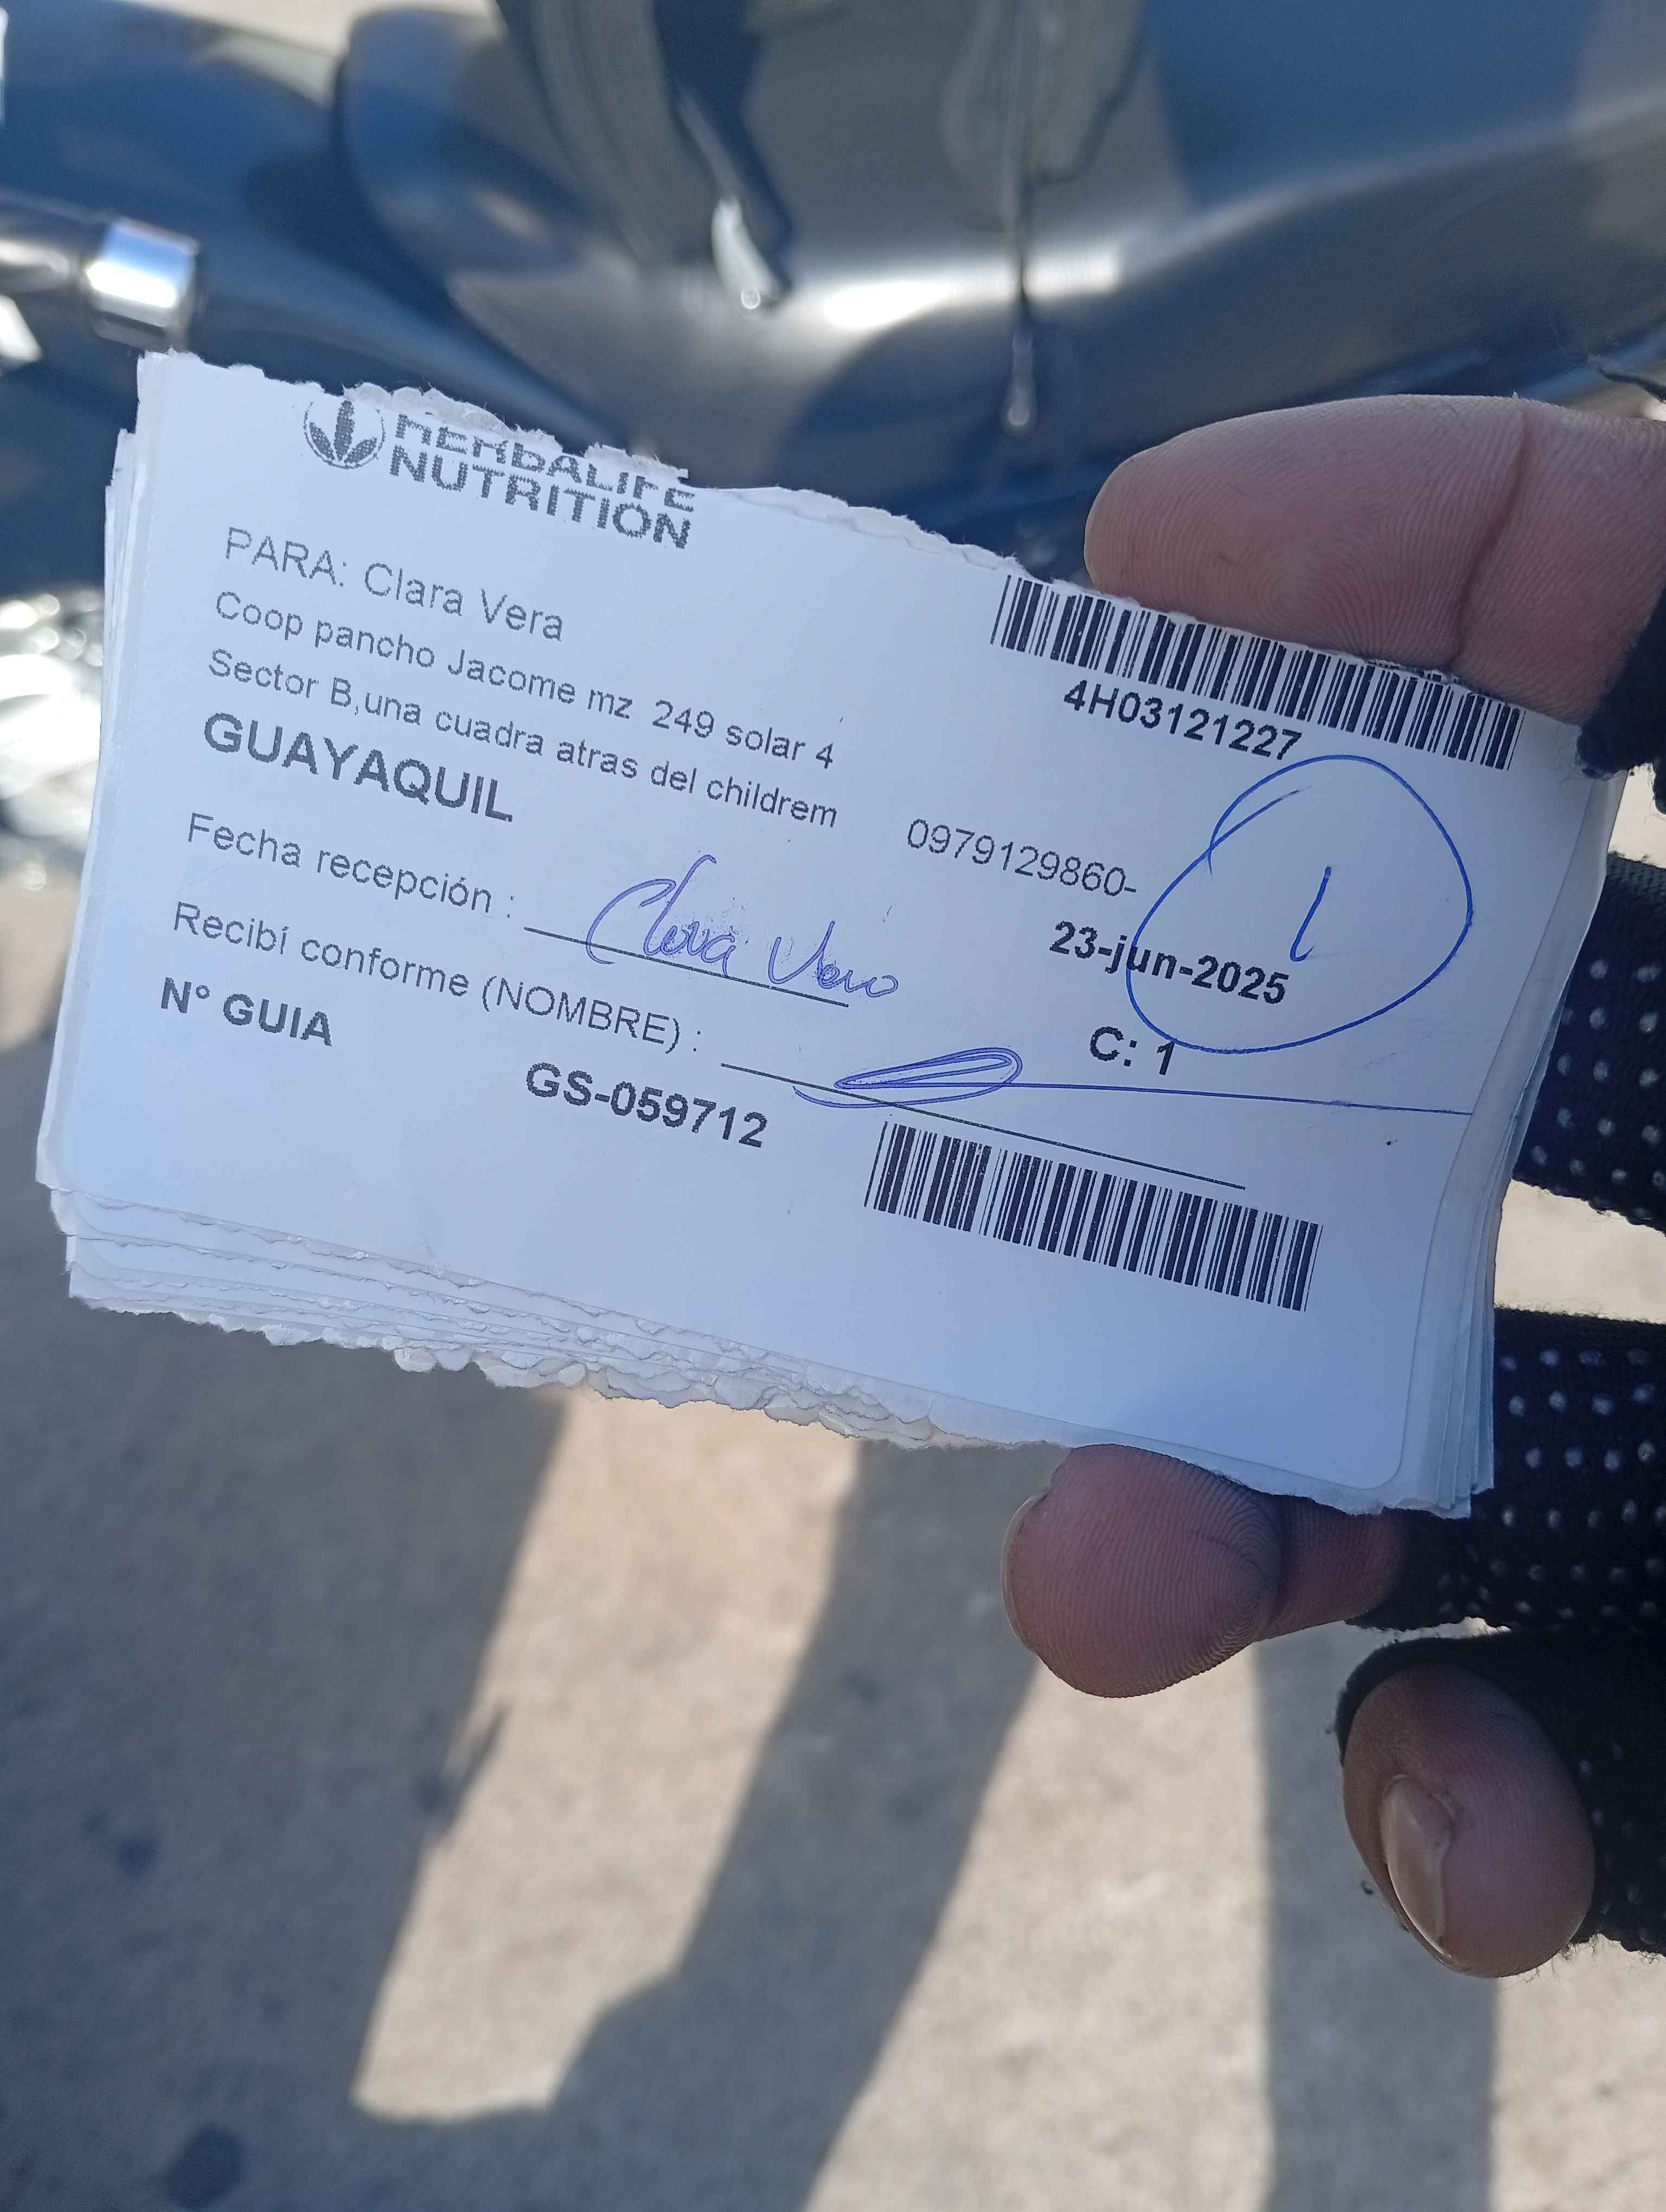 HERBALIFE
NUTRITION
PARA: Clara Vera
Coop pancho Jacome mz 249 solar 4
Sector B,una cuadra atras del childrem
GUAYAQUIL
4H03121227
0979129860-
1
23-jun-2025
C: 1
Fecha recepción : Clara Vera
Recibí conforme (NOMBRE) :
N° GUIA
GS-059712